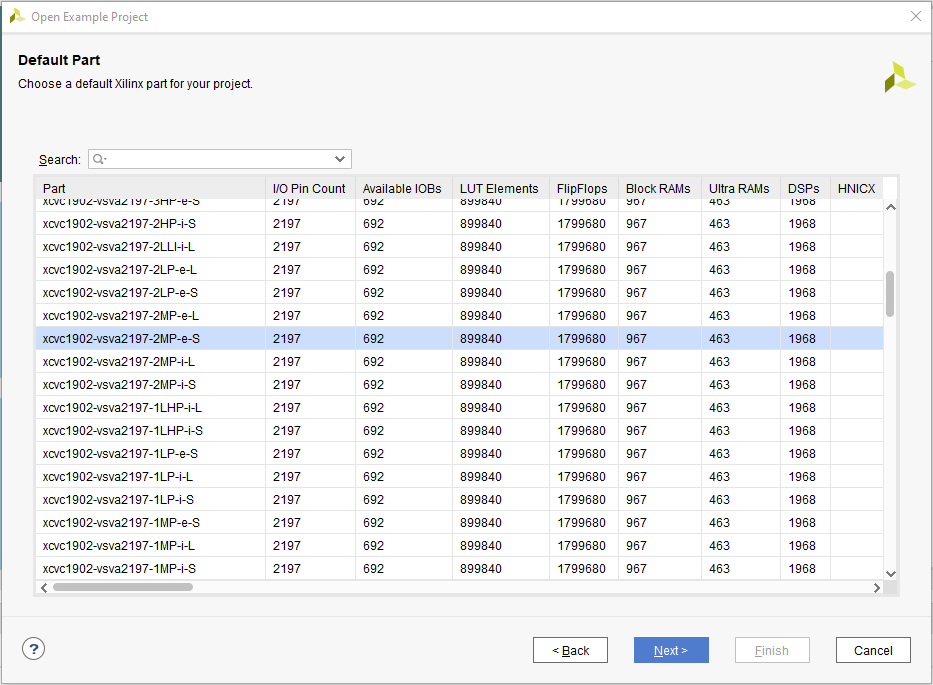 Open Example Project
Default Part
Choose a default Xilinx part for your project.
Search:
Part I/O Pin Count Available IOBs LUT Elements FlipFlops Block RAMs Ultra RAMs DSPs HNICX
xcvc1902-vsva2197-3HP-e-S 2197 692 899840 1799680 967 463 1968
xcvc1902-vsva2197-2HP-i-S 2197 692 899840 1799680 967 463 1968
xcvc1902-vsva2197-2LLI-i-L 2197 692 899840 1799680 967 463 1968
xcvc1902-vsva2197-2LP-e-L 2197 692 899840 1799680 967 463 1968
xcvc1902-vsva2197-2LP-e-S 2197 692 899840 1799680 967 463 1968
xcvc1902-vsva2197-2MP-e-L 2197 692 899840 1799680 967 463 1968
xcvc1902-vsva2197-2MP-e-S 2197 692 899840 1799680 967 463 1968
xcvc1902-vsva2197-2MP-i-L 2197 692 899840 1799680 967 463 1968
xcvc1902-vsva2197-2MP-i-S 2197 692 899840 1799680 967 463 1968
xcvc1902-vsva2197-1LHP-i-L 2197 692 899840 1799680 967 463 1968
xcvc1902-vsva2197-1LHP-i-S 2197 692 899840 1799680 967 463 1968
xcvc1902-vsva2197-1LP-e-S 2197 692 899840 1799680 967 463 1968
xcvc1902-vsva2197-1LP-i-L 2197 692 899840 1799680 967 463 1968
xcvc1902-vsva2197-1LP-i-S 2197 692 899840 1799680 967 463 1968
xcvc1902-vsva2197-1MP-e-S 2197 692 899840 1799680 967 463 1968
xcvc1902-vsva2197-1MP-i-L 2197 692 899840 1799680 967 463 1968
xcvc1902-vsva2197-1MP-i-S 2197 692 899840 1799680 967 463 1968
? < Back Next > Finish Cancel